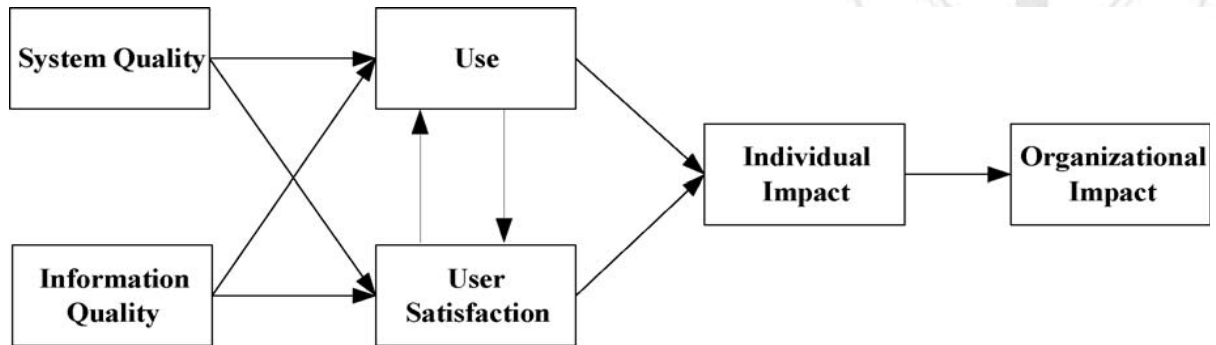 System Quality
Use
Individual
Impact
Organizational
Impact
Information
Quality
User
Satisfaction